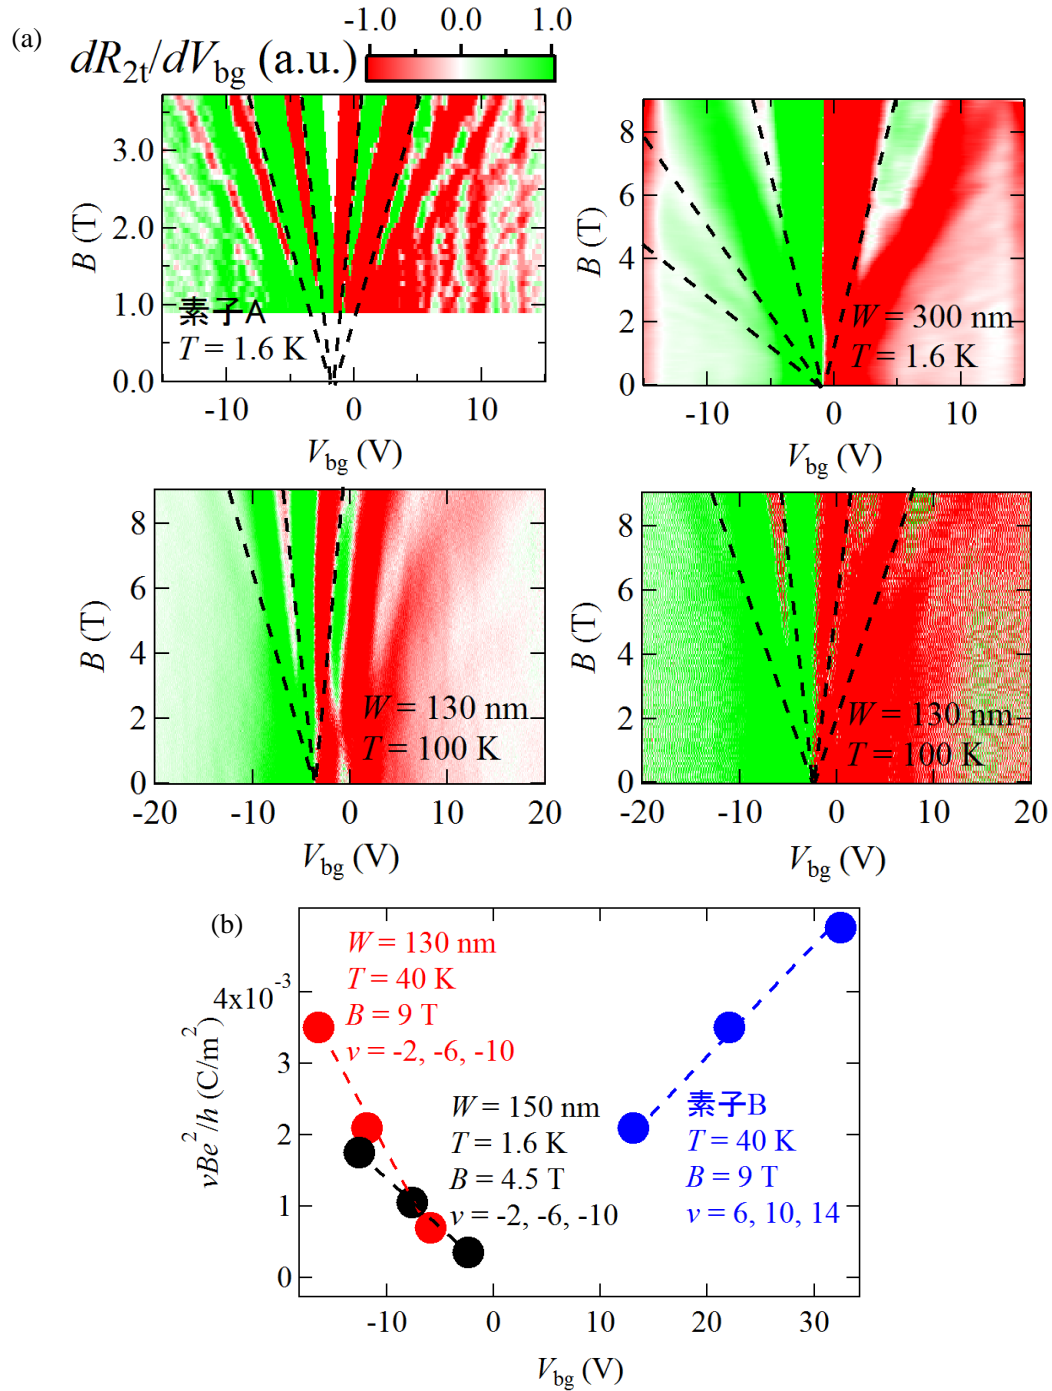 (a)
-1.0 0.0 1.0
dR2t/dVbg (a.u.)
3.0
2.0
1.0
0.0
B (T)
素子A
T = 1.6 K
-10 0 10
Vbg (V)
8
6
4
2
0
B (T)
W = 300 nm
T = 1.6 K
-10 0 10
Vbg (V)
8
6
4
2
0
B (T)
W = 130 nm
T = 100 K
-20 -10 0 10 20
Vbg (V)
8
6
4
2
0
B (T)
W = 130 nm
T = 100 K
-20 -10 0 10 20
Vbg (V)
(b)
4x10-3
3
2
1
0
νBe2/h (C/m2)
W = 130 nm
T = 40 K
B = 9 T
ν = -2, -6, -10
W = 150 nm
T = 1.6 K
B = 4.5 T
ν = -2, -6, -10
素子B
T = 40 K
B = 9 T
ν = 6, 10, 14
-10 0 10 20 30
Vbg (V)